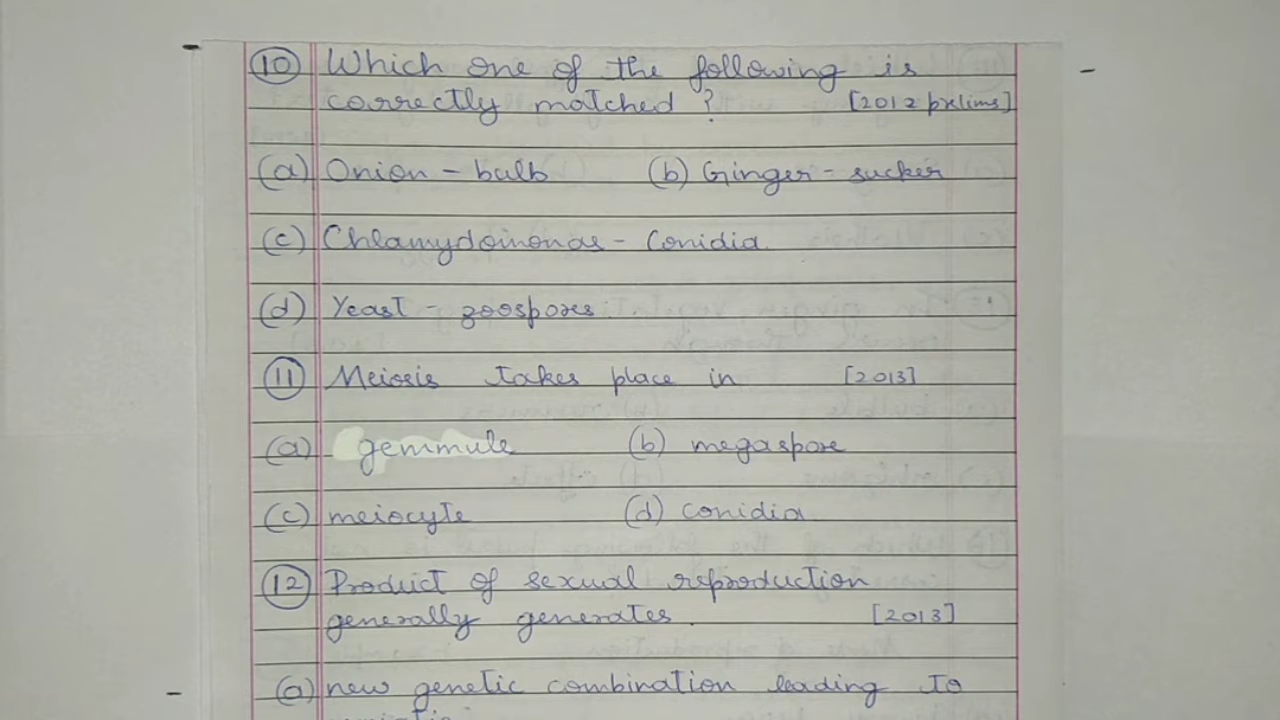 10 Which one of the following is
correctly matched ? [2012 prelims]
(a) Onion - bulb (b) Ginger - sucker
(c) Chlamydomonas - Conidia
(d) Yeast - zoospores
11 Meiosis takes place in [2013]
(a) gemmule (b) megaspore
(c) meiocyte (d) conidia
12 Product of sexual reproduction
generally generates. [2013]
(a) new genetic combination leading to